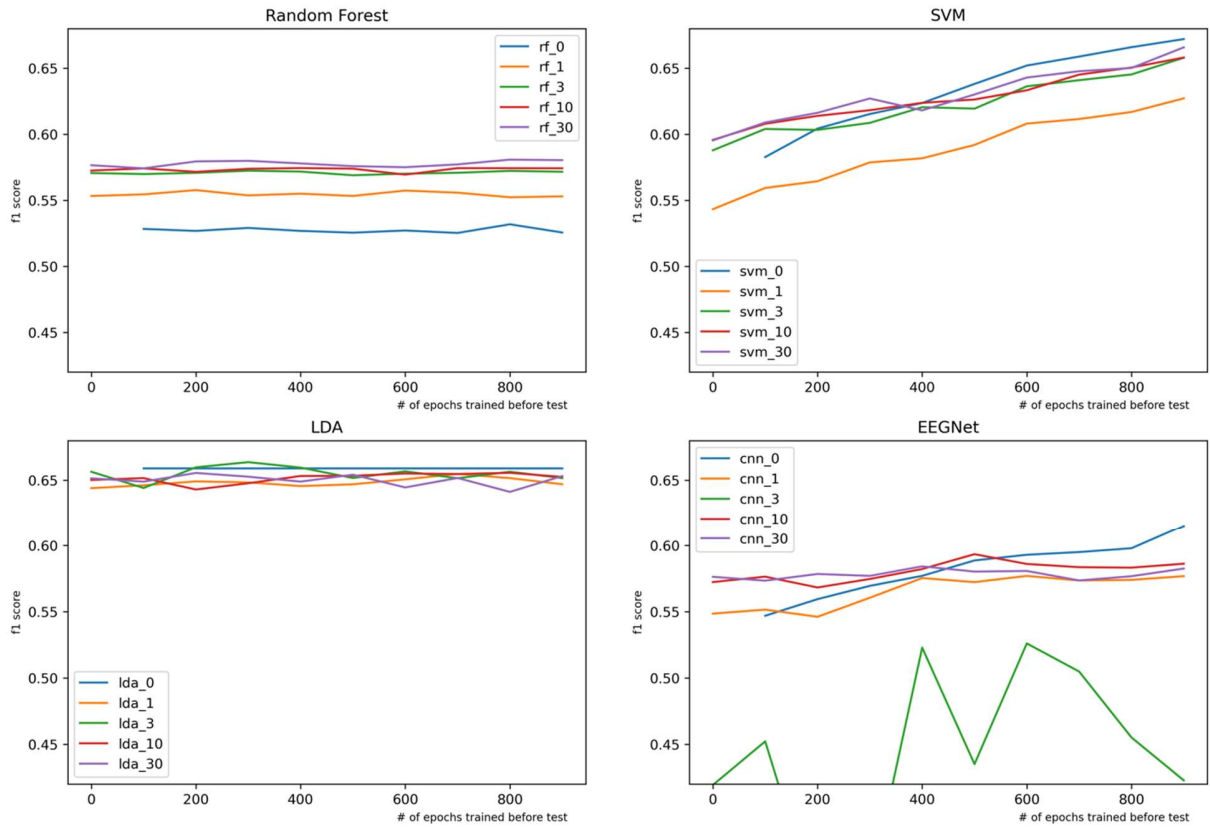 Random Forest
0.65
0.60
0.55
0.50
0.45
f1 score
rf_0
rf_1
rf_3
rf_10
rf_30
0 200 400 600 800
# of epochs trained before test
SVM
0.65
0.60
0.55
0.50
0.45
f1 score
svm_0
svm_1
svm_3
svm_10
svm_30
0 200 400 600 800
# of epochs trained before test
LDA
0.65
0.60
0.55
0.50
0.45
f1 score
lda_0
lda_1
lda_3
lda_10
lda_30
0 200 400 600 800
# of epochs trained before test
EEGNet
0.65
0.60
0.55
0.50
0.45
f1 score
cnn_0
cnn_1
cnn_3
cnn_10
cnn_30
0 200 400 600 800
# of epochs trained before test